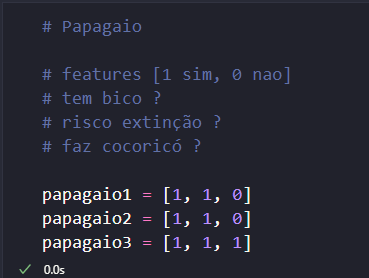 # Papagaio
# features [1 sim, 0 nao]
# tem bico ?
# risco extinção ?
# faz cocoricó ?
papagaio1 = [1, 1, 0]
papagaio2 = [1, 1, 0]
papagaio3 = [1, 1, 1]
0.0s